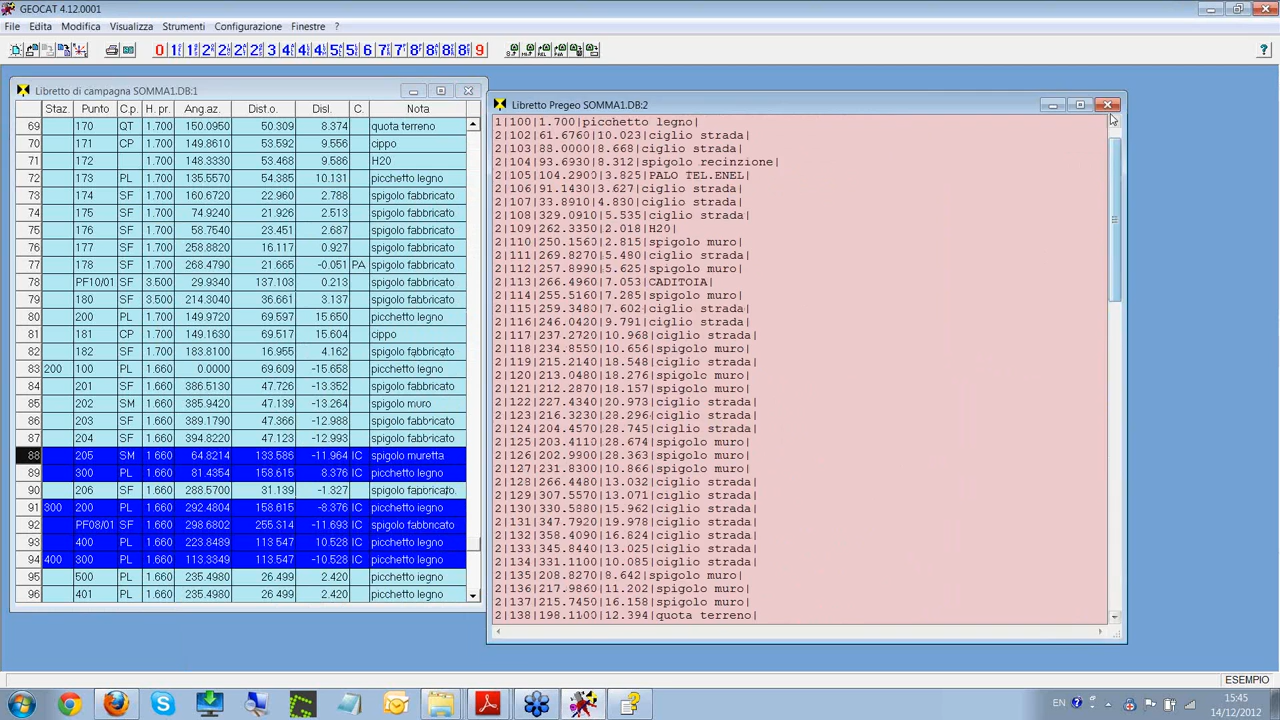 GEOCAT 4.12.0001
File Edita Modifica Visualizza Strumenti Configurazione Finestre ?
Libretto di campagna SOMMA1.DB:1
Staz. Punto C.p. H. pr. Ang.az. Dist.o. Disl. C. Nota
69 170 QT 1.700 150.0950 50.309 8.374 quota terreno
70 171 CP 1.700 149.8610 53.592 9.556 cippo
71 172 1.700 148.3330 53.468 9.586 H20
72 173 PL 1.700 135.5570 54.385 10.131 picchetto legno
73 174 SF 1.700 160.6720 22.960 2.788 spigolo fabbricato
74 175 SF 1.700 74.9240 21.926 2.513 spigolo fabbricato
75 176 SF 1.700 58.7540 23.451 2.687 spigolo fabbricato
76 177 SF 1.700 258.8820 16.117 0.927 spigolo fabbricato
77 178 SF 1.700 268.4790 21.665 -0.051 PA spigolo fabbricato
78 PF10/01 SF 3.500 29.9340 137.103 0.213 spigolo fabbricato
79 180 SF 3.500 214.3040 36.661 3.137 spigolo fabbricato
80 200 PL 1.700 149.9720 69.597 15.650 picchetto legno
81 181 CP 1.700 149.1630 69.517 15.604 cippo
82 182 SF 1.700 183.8100 16.955 4.162 spigolo fabbricato
83 200 100 PL 1.660 0.0000 69.609 -15.658 picchetto legno
84 201 SF 1.660 386.5130 47.726 -13.352 spigolo fabbricato
85 202 SM 1.660 385.9420 47.139 -13.264 spigolo muro
86 203 SF 1.660 389.1790 47.366 -12.988 spigolo fabbricato
87 204 SF 1.660 394.8220 47.123 -12.993 spigolo fabbricato
88 205 SM 1.660 64.8214 133.586 -11.964 IC spigolo muretta
89 300 PL 1.660 81.4354 158.615 8.376 IC picchetto legno
90 206 SF 1.660 288.5700 31.139 -1.327 spigolo fabbricato.
91 300 200 PL 1.660 292.4804 158.615 -8.376 IC picchetto legno
92 PF08/01 SF 1.660 298.6802 255.314 -11.693 IC spigolo fabbricato
93 400 PL 1.660 223.8489 113.547 10.528 IC picchetto legno
94 400 300 PL 1.660 113.3349 113.547 -10.528 IC picchetto legno
95 500 PL 1.660 235.4980 26.499 2.420 picchetto legno
96 401 PL 1.660 235.4980 26.499 2.420 picchetto legno
Libretto Pregeo SOMMA1.DB:2
1|100|1.700|picchetto legno|
2|102|61.6760|10.023|ciglio strada|
2|103|88.0000|8.668|ciglio strada|
2|104|93.6930|8.312|spigolo recinzione|
2|105|104.2900|3.825|PALO TEL.ENEL|
2|106|91.1430|3.627|ciglio strada|
2|107|33.8910|4.830|ciglio strada|
2|108|329.0910|5.535|ciglio strada|
2|109|262.3350|2.018|H20|
2|110|250.1560|2.815|spigolo muro|
2|111|269.8270|5.480|ciglio strada|
2|112|257.8990|5.625|spigolo muro|
2|113|266.4960|7.053|CADITOIA|
2|114|255.5160|7.285|spigolo muro|
2|115|259.3480|7.602|ciglio strada|
2|116|246.0420|9.791|ciglio strada|
2|117|237.2720|10.968|ciglio strada|
2|118|234.8550|10.656|spigolo muro|
2|119|215.2140|18.548|ciglio strada|
2|120|213.0480|18.276|spigolo muro|
2|121|212.2870|18.157|spigolo muro|
2|122|227.4340|20.973|ciglio strada|
2|123|216.3230|28.296|ciglio strada|
2|124|204.4570|28.745|ciglio strada|
2|125|203.4110|28.674|spigolo muro|
2|126|202.9900|28.363|spigolo muro|
2|127|231.8300|10.866|spigolo muro|
2|128|266.4480|13.032|ciglio strada|
2|129|307.5570|13.071|ciglio strada|
2|130|330.5880|15.962|ciglio strada|
2|131|347.7920|19.978|ciglio strada|
2|132|358.4090|16.824|ciglio strada|
2|133|345.8440|13.025|ciglio strada|
2|134|331.1100|10.085|ciglio strada|
2|135|208.8270|8.642|spigolo muro|
2|136|217.9860|11.202|spigolo muro|
2|137|215.7450|16.158|spigolo muro|
2|138|198.1100|12.394|quota terreno|
ESEMPIO
EN
15:45
14/12/2012